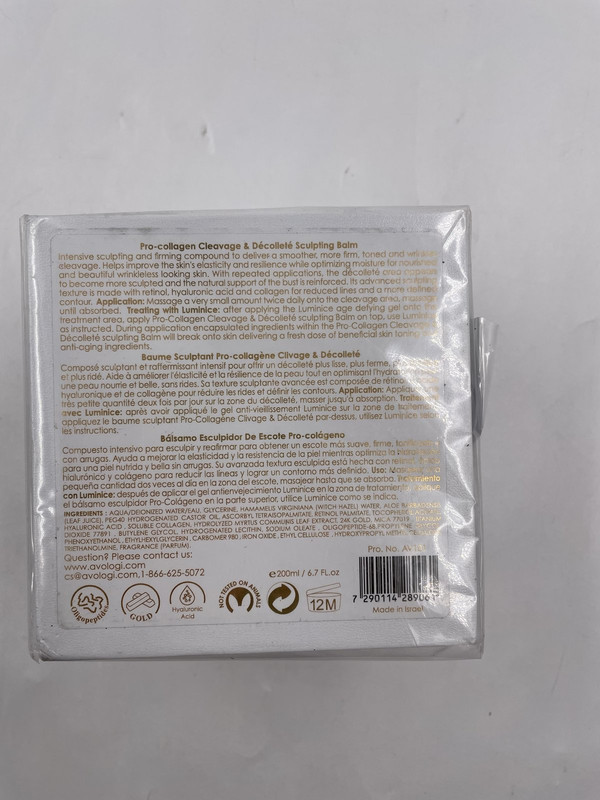 Pro-collagen Cleavage & Décolleté Sculpting Balm
Intensive sculpting and firming compound to deliver a smoother, more firm, toned and wrinkle
cleavage. Helps improve the skin's elasticity and resilience while optimizing moisture for
and beautiful wrinkleless looking skin. With repeated applications, the décolleté area
to become more sculpted and the natural support of the bust is reinforced. Its advanced
texture is made with retinol, hyaluronic acid and collagen for reduced lines and a more defined
contour. Application: Massage a very small amount twice daily onto the cleavage area,
until absorbed. Treating with Luminice: after applying the Luminice age defying gel onto the
treatment area, apply Pro-Collagen Cleavage & Décolleté sculpting Balm on top, use
as instructed. During application encapsulated ingredients within the Pro-Collagen Cleavage
Décolleté sculpting Balm will break onto skin delivering a fresh dose of beneficial skin toning
anti-aging ingredients.
Baume Sculptant Pro-collagène Clivage & Décolleté
Composé sculptant et raffermissant intensif pour offrir un décolleté plus lisse, plus ferme,
et plus ridé. Aide à améliorer l'élasticité et la résilience de la peau tout en optimisant
une peau nourrie et belle, sans rides. Sa texture sculptante avancée est composée de
hyaluronique et de collagène pour réduire les rides et définir les contours. Application:
très petite quantité deux fois par jour sur la zone du décolleté, masser jusqu'à absorption.
avec Luminice: après avoir appliqué le gel anti-vieillissement Luminice sur la zone de
appliquez le baume sculptant Pro-Collagène Clivage & Décolleté par-dessus, utilisez Luminice
les instructions.
Bálsamo Esculpidor De Escote Pro-colágeno
Compuesto intensivo para esculpir y reafirmar para obtener un escote más suave, firme,
con arrugas. Ayuda a mejorar la elasticidad y la resistencia de la piel mientras optimiza la
para una piel nutrida y bella sin arrugas. Su avanzada textura esculpida está hecha con
hialurónico y colágeno para reducir las líneas y lograr un contorno más definido. Uso:
pequeña cantidad dos veces al día en la zona del escote, masajear hasta que se absorba.
con Luminice: después de aplicar el gel antienvejecimiento Luminice en la zona de
el bálsamo esculpidor Pro-Colágeno en la parte superior, utilice Luminice como se indica.
INGREDIENTS : AQUA/DEIONIZED WATER/EAU, GLYCERINE, HAMAMELIS VIRGINIANA (WITCH HAZEL) WATER, ALOE
(LEAF JUICE), PEG40 HYDROGENATED CASTOR OIL, ASCORBYL TETRAISOPALMITATE, RETINOL PALMITATE,
HYALURONIC ACID , SOLUBLE COLLAGEN, HYDROLYZED MYRTUS COMMUNIS LEAF EXTRACT, 24K GOLD, MICA 77019,
DIOXIDE 77891 , BUTYLENE GLYCOL, HYDROGENATED LECITHIN, SODIUM OLEATE , OLIGOPEPTIDE-68,
PHENOXYETHANOL, ETHYLHEXYLGLYCERIN , CARBOMER 980 , IRON OXIDE, ETHYL CELLULOSE ,
TRIETHNOLAMINE, FRAGRANCE (PARFUM).
Question? Please contact us:
www.avologi.com
cs@avologi.com,1-866-625-5072
Pro. No.
℮200ml / 6.7 FL.oz
Oligopeptides
GOLD
Hyaluronic
Acid
NOT TESTED ON ANIMALS
12M
7 290114 289061
Made in Israel